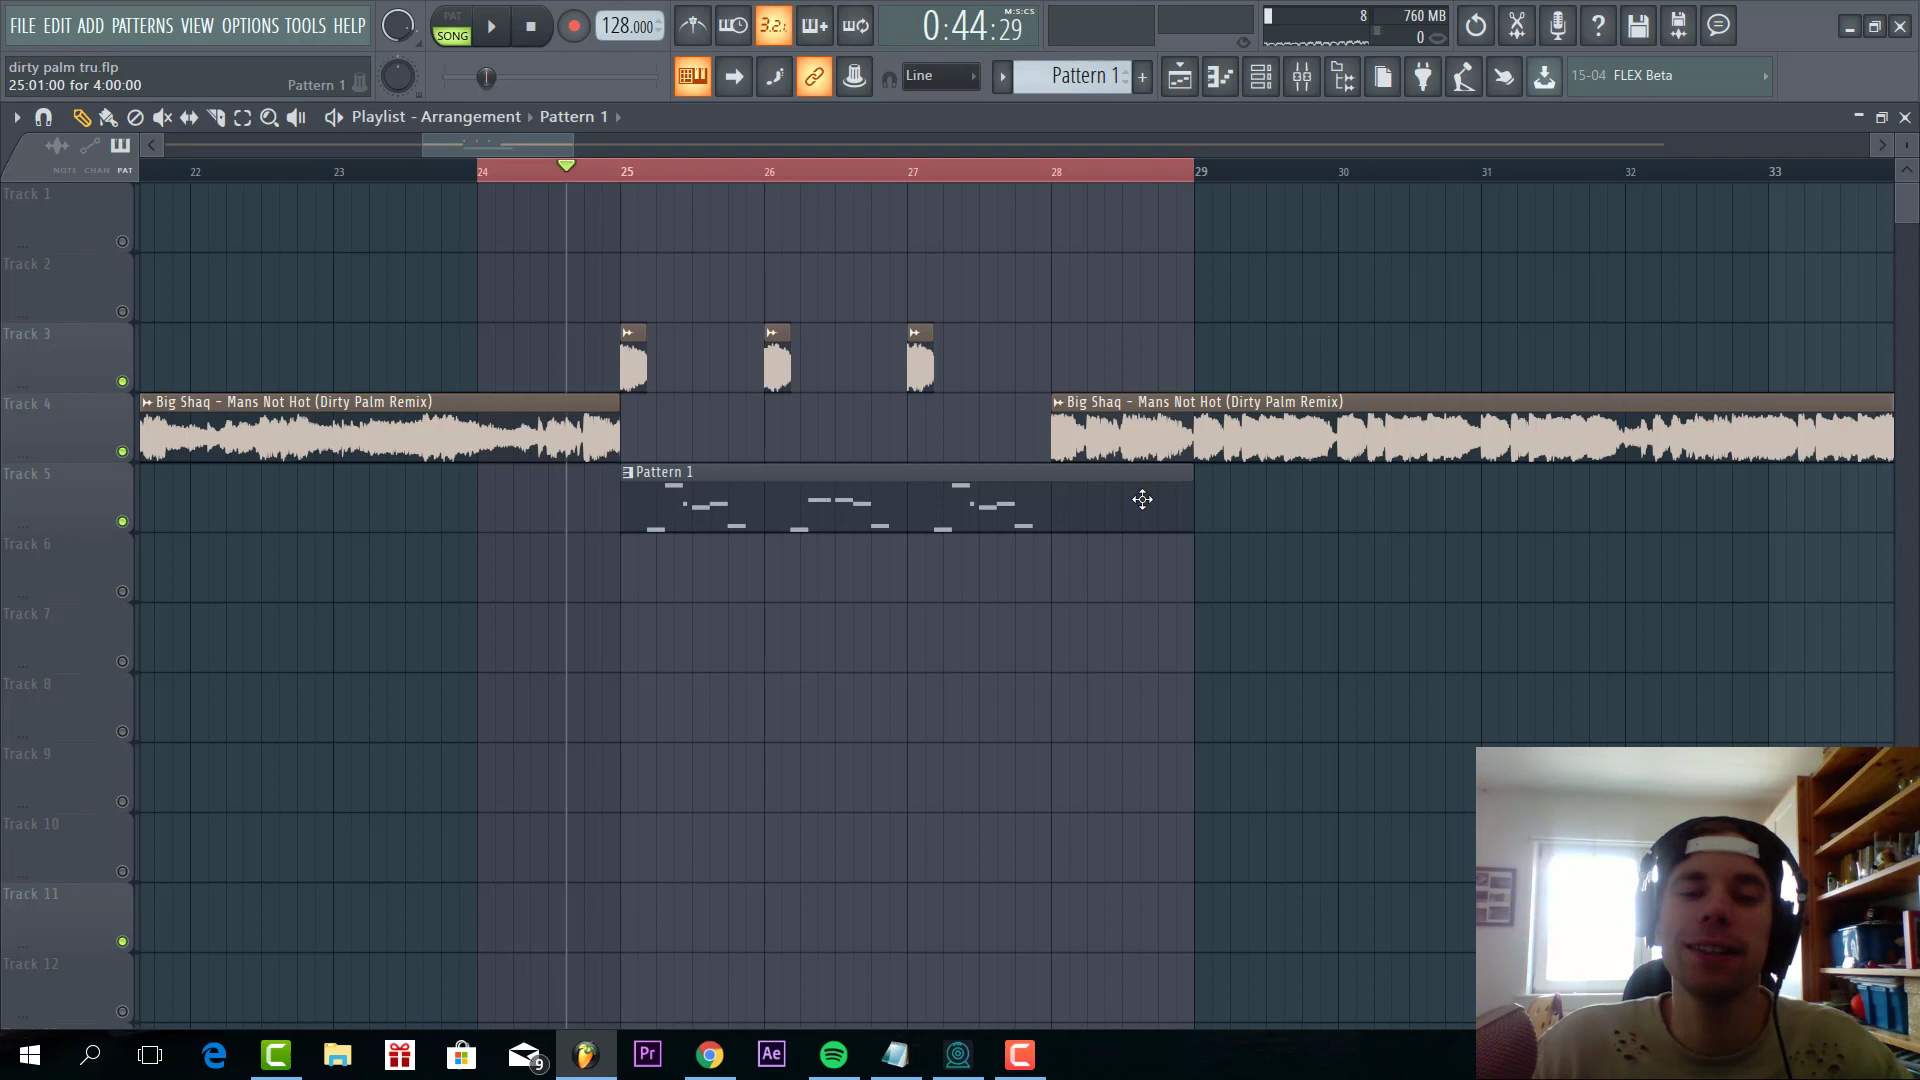 FILE EDIT ADD PATTERNS VIEW OPTIONS TOOLS HELP
PAT
SONG
128.000
3.2.
0:44:29
M:S:CS
8
760 MB
0
dirty palm tru.flp
25:01:00 for 4:00:00
Pattern 1
Line
Pattern 1
15-04 FLEX Beta
Playlist - Arrangement
Pattern 1
NOTE CHAN PAT
22 23 24 25 26 27 28 29 30 31 32 33
Track 1
...
Track 2
...
Track 3
...
Track 4
Big Shaq - Mans Not Hot (Dirty Palm Remix)
Big Shaq - Mans Not Hot (Dirty Palm Remix)
...
Track 5
Pattern 1
...
Track 6
...
Track 7
...
Track 8
...
Track 9
...
Track 10
...
Track 11
...
Track 12
...
9
Pr
Ae